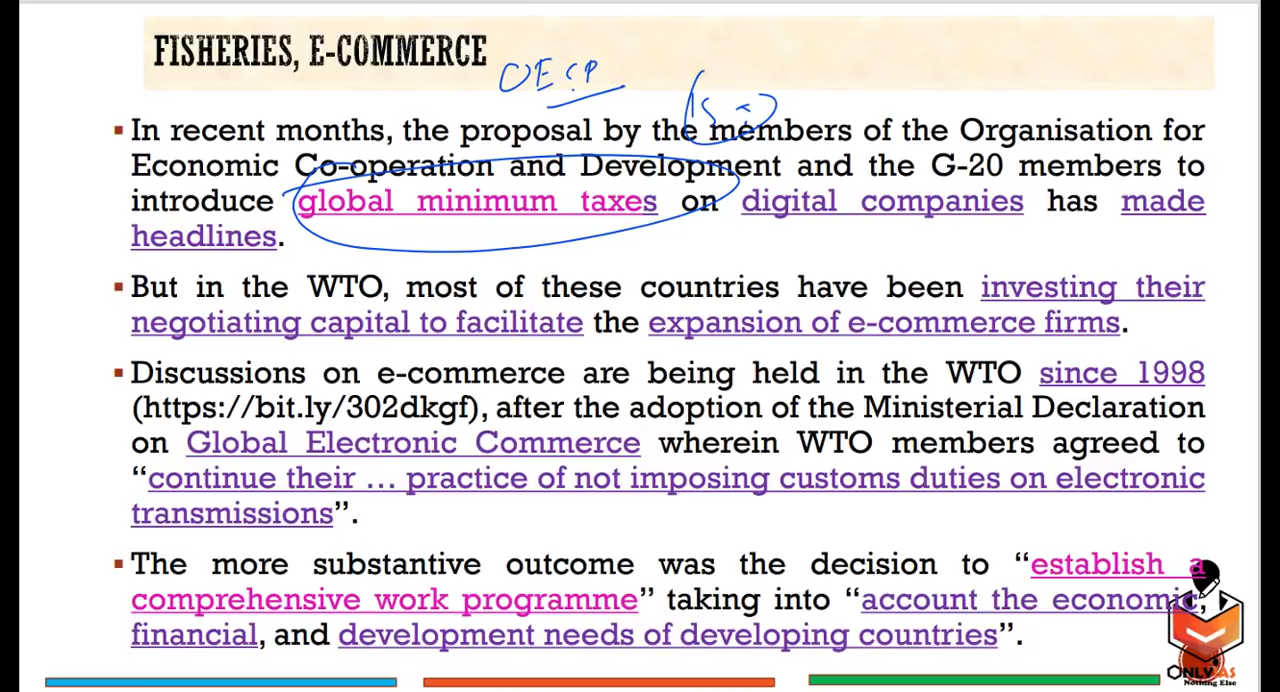 FISHERIES, E-COMMERCE
OECD
▪ In recent months, the proposal by the members of the Organisation for
Economic Co-operation and Development and the G-20 members to
introduce global minimum taxes on digital companies has made
headlines.
▪ But in the WTO, most of these countries have been investing their
negotiating capital to facilitate the expansion of e-commerce firms.
▪ Discussions on e-commerce are being held in the WTO since 1998
(https://bit.ly/302dkgf), after the adoption of the Ministerial Declaration
on Global Electronic Commerce wherein WTO members agreed to
“continue their … practice of not imposing customs duties on electronic
transmissions”.
▪ The more substantive outcome was the decision to “establish a
comprehensive work programme” taking into “account the economic,
financial, and development needs of developing countries”.
ONLYIAS
Nothing Else